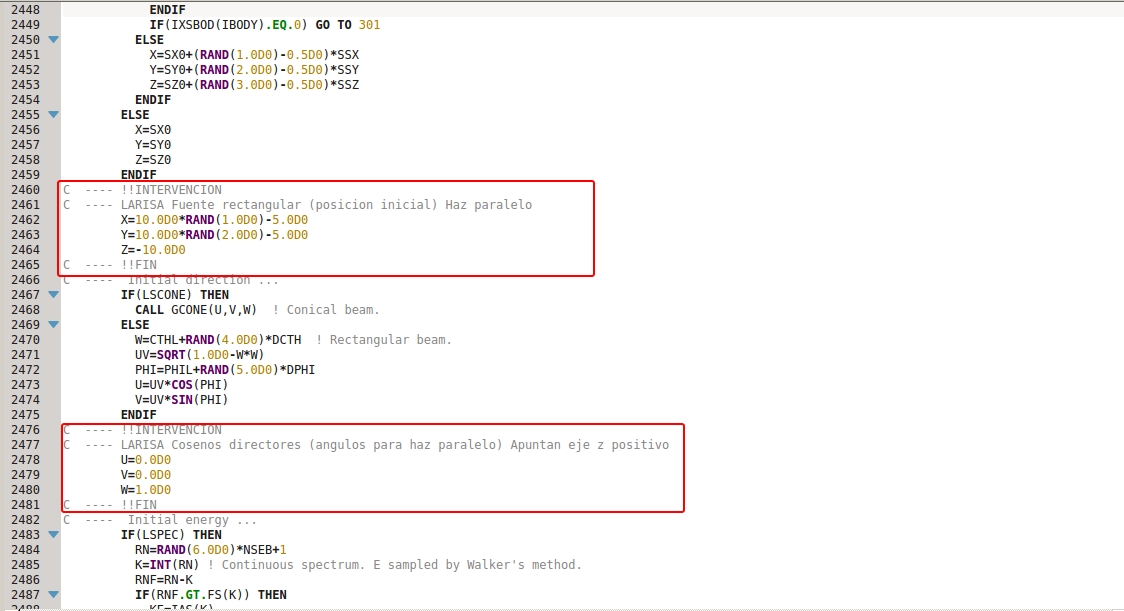 2448 ENDIF
2449 IF(IXSBOD(IBODY).EQ.0) GO TO 301
2450 ELSE
2451 X=SX0+(RAND(1.0D0)-0.5D0)*SSX
2452 Y=SY0+(RAND(2.0D0)-0.5D0)*SSY
2453 Z=SZ0+(RAND(3.0D0)-0.5D0)*SSZ
2454 ENDIF
2455 ELSE
2456 X=SX0
2457 Y=SY0
2458 Z=SZ0
2459 ENDIF
2460 C ---- !!INTERVENCION
2461 C ---- LARISA Fuente rectangular (posicion inicial) Haz paralelo
2462 X=10.0D0*RAND(1.0D0)-5.0D0
2463 Y=10.0D0*RAND(2.0D0)-5.0D0
2464 Z=-10.0D0
2465 C ---- !!FIN
2466 C ---- Initial direction ...
2467 IF(LSCONE) THEN
2468 CALL GCONE(U,V,W) ! Conical beam.
2469 ELSE
2470 W=CTHL+RAND(4.0D0)*DCTH ! Rectangular beam.
2471 UV=SQRT(1.0D0-W*W)
2472 PHI=PHIL+RAND(5.0D0)*DPHI
2473 U=UV*COS(PHI)
2474 V=UV*SIN(PHI)
2475 ENDIF
2476 C ---- !!INTERVENCION
2477 C ---- LARISA Cosenos directores (angulos para haz paralelo) Apuntan eje z positivo
2478 U=0.0D0
2479 V=0.0D0
2480 W=1.0D0
2481 C ---- !!FIN
2482 C ---- Initial energy ...
2483 IF(LSPEC) THEN
2484 RN=RAND(6.0D0)*NSEB+1
2485 K=INT(RN) ! Continuous spectrum. E sampled by Walker's method.
2486 RNF=RN-K
2487 IF(RNF.GT.FS(K)) THEN
2488 KE=IAS(K)